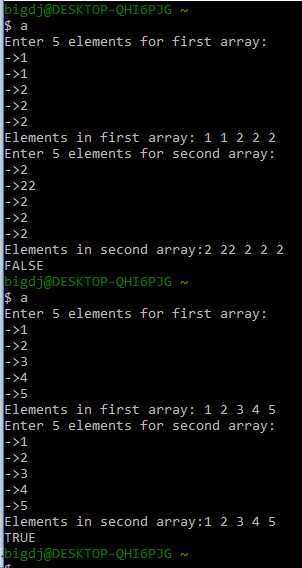 bigdj@DESKTOP-QHI6PJG ~
$ a
Enter 5 elements for first array:
->1
->1
->2
->2
->2
Elements in first array: 1 1 2 2 2
Enter 5 elements for second array:
->2
->22
->2
->2
->2
Elements in second array:2 22 2 2 2
FALSE
bigdj@DESKTOP-QHI6PJG ~
$ a
Enter 5 elements for first array:
->1
->2
->3
->4
->5
Elements in first array: 1 2 3 4 5
Enter 5 elements for second array:
->1
->2
->3
->4
->5
Elements in second array:1 2 3 4 5
TRUE
bigdj@DESKTOP-QHI6PJG ~